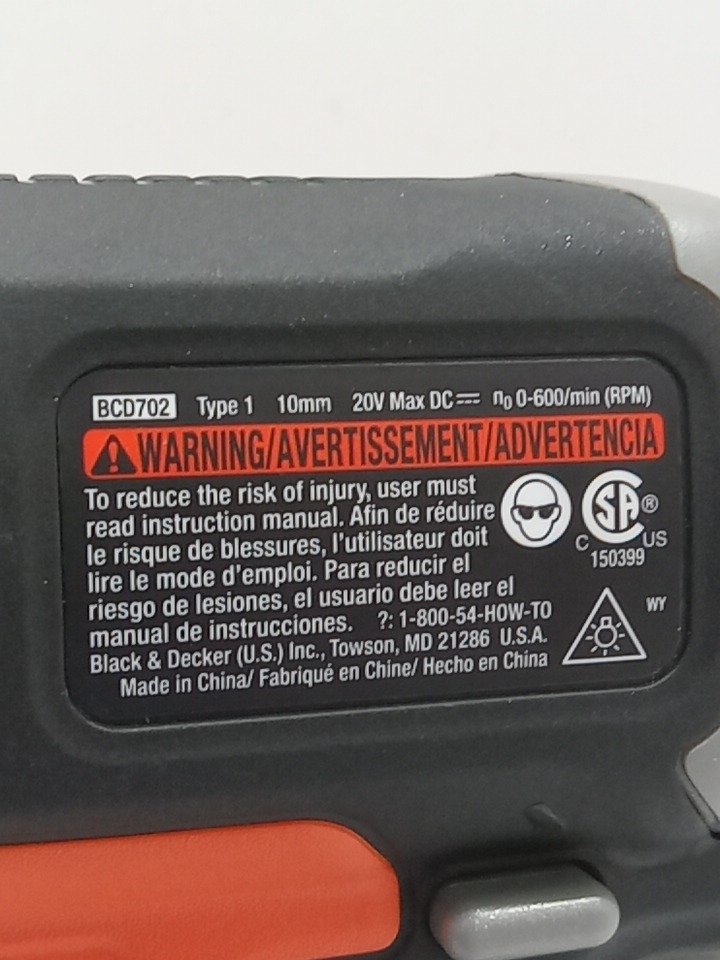 BCD702 Type 1 10mm 20V Max DC⎓ n₀ 0-600/min (RPM)
WARNING/AVERTISSEMENT/ADVERTENCIA
To reduce the risk of injury, user must
read instruction manual. Afin de réduire
le risque de blessures, l'utilisateur doit
lire le mode d'emploi. Para reducir el
riesgo de lesiones, el usuario debe leer el
manual de instrucciones. ?: 1-800-54-HOW-TO
Black & Decker (U.S.) Inc., Towson, MD 21286 U.S.A.
Made in China/ Fabriqué en Chine/ Hecho en China
SA ®
C US
150399
WY